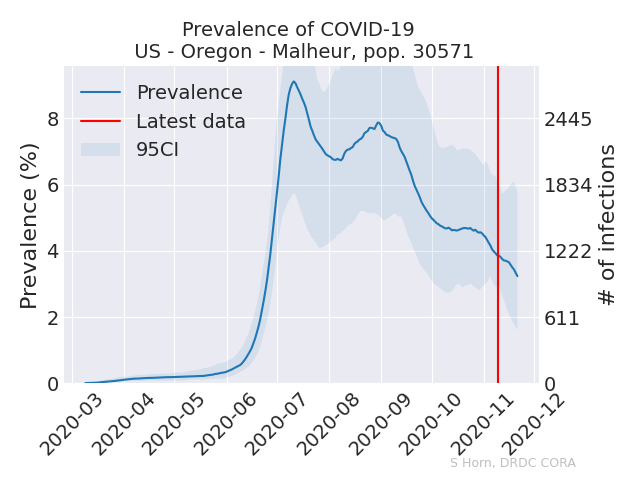 Prevalence of COVID-19
US - Oregon - Malheur, pop. 30571
Prevalence
Latest data
95CI
Prevalence (%)
8
6
4
2
0
# of infections
2445
1834
1222
611
0
2020-03
2020-04
2020-05
2020-06
2020-07
2020-08
2020-09
2020-10
2020-11
2020-12
S Horn, DRDC CORA